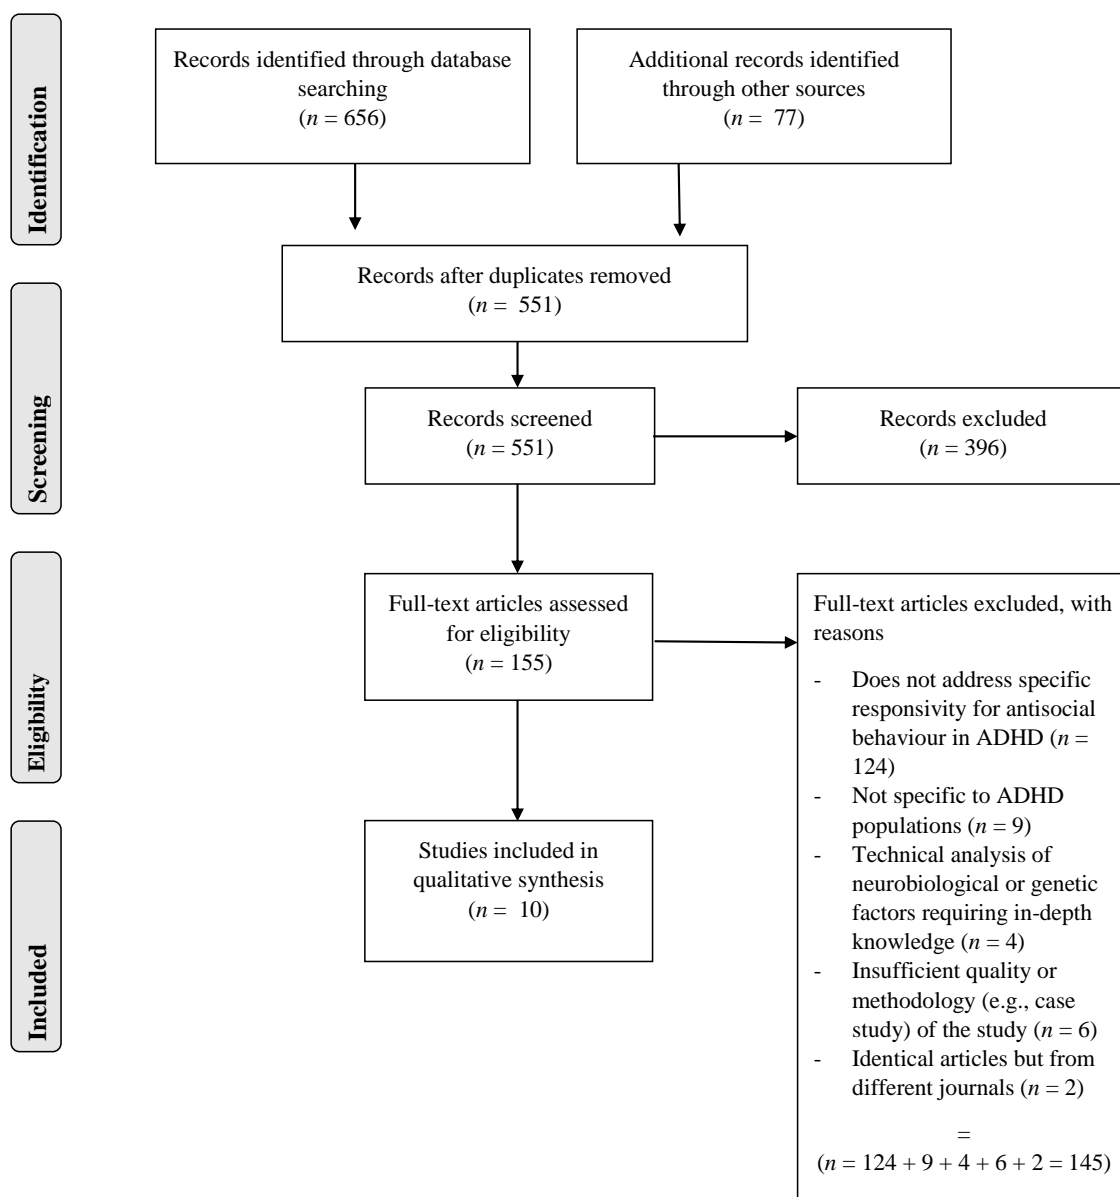 Identification
Records identified through database
searching
(n = 656)
Additional records identified
through other sources
(n = 77)
Records after duplicates removed
(n = 551)
Screening
Records screened
(n = 551)
Records excluded
(n = 396)
Eligibility
Full-text articles assessed
for eligibility
(n = 155)
Full-text articles excluded, with
reasons
- Does not address specific
responsivity for antisocial
behaviour in ADHD (n =
124)
- Not specific to ADHD
populations (n = 9)
- Technical analysis of
neurobiological or genetic
factors requiring in-depth
knowledge (n = 4)
- Insufficient quality or
methodology (e.g., case
study) of the study (n = 6)
- Identical articles but from
different journals (n = 2)
=
(n = 124 + 9 + 4 + 6 + 2 = 145)
Included
Studies included in
qualitative synthesis
(n = 10)